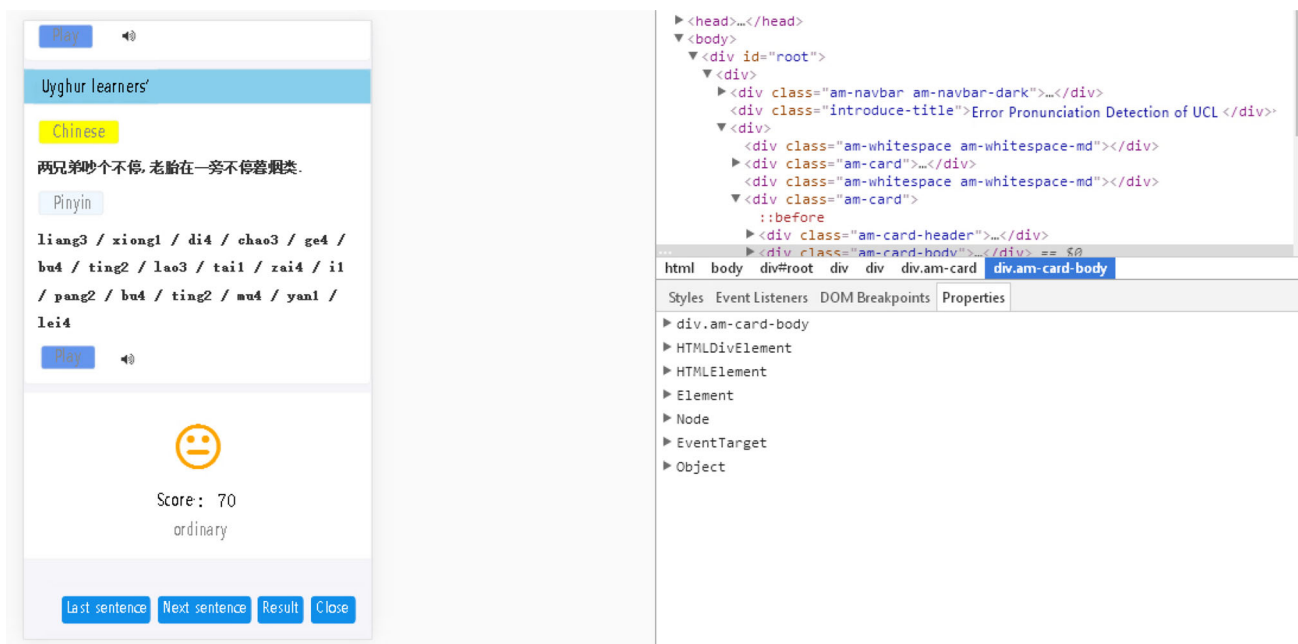 Play
Uyghur learners’
Chinese
两兄弟吵个不停, 老胎在一旁不停暮烟类.
Pinyin
liang3 / xiong1 / di4 / chao3 / ge4 /
bu4 / ting2 / lao3 / tai1 / zai4 / i1
/ pang2 / bu4 / ting2 / mu4 / yan1 /
lei4
Play
Score: 70
ordinary
Last sentence Next sentence Result Close
▶<head>…</head>
▼<body>
▼<div id="root">
▼<div>
▶<div class="am-navbar am-navbar-dark">…</div>
<div class="introduce-title">Error Pronunciation Detection of UCL </div>
▼<div>
<div class="am-whitespace am-whitespace-md"></div>
▶<div class="am-card">…</div>
<div class="am-whitespace am-whitespace-md"></div>
▼<div class="am-card">
::before
▶<div class="am-card-header">…</div>
… ▶<div class="am-card-body">…</div> == $0
html body div#root div div div.am-card div.am-card-body
Styles Event Listeners DOM Breakpoints Properties
▶ div.am-card-body
▶ HTMLDivElement
▶ HTMLElement
▶ Element
▶ Node
▶ EventTarget
▶ Object